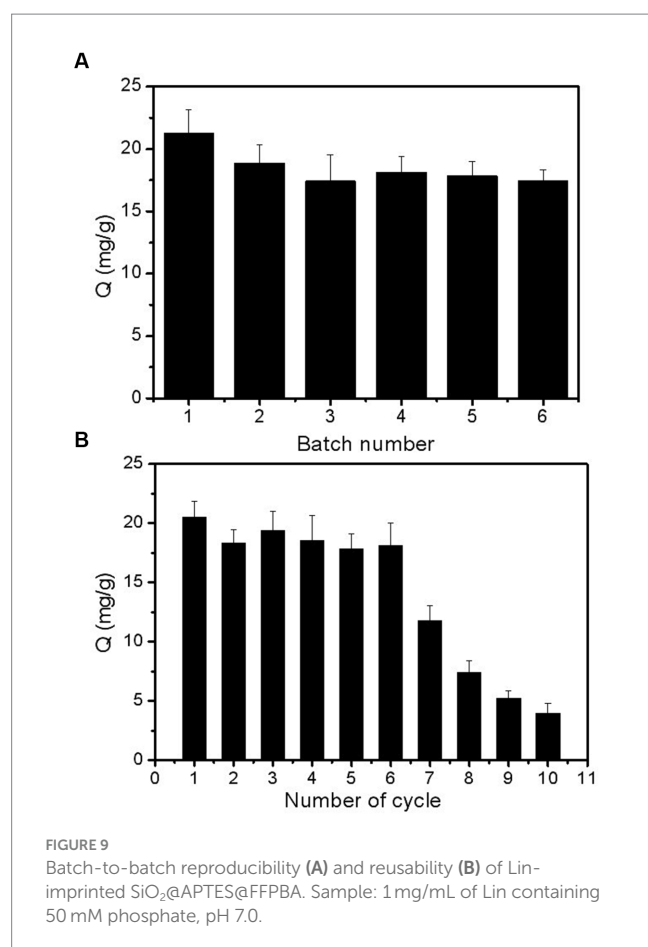 A
25
20
15
10
5
0
Q (mg/g)
1 2 3 4 5 6
Batch number
B
25
20
15
10
5
0
Q (mg/g)
0 1 2 3 4 5 6 7 8 9 10 11
Number of cycle
FIGURE 9
Batch-to-batch reproducibility (A) and reusability (B) of Lin-
imprinted SiO₂@APTES@FFPBA. Sample: 1 mg/mL of Lin containing
50 mM phosphate, pH 7.0.